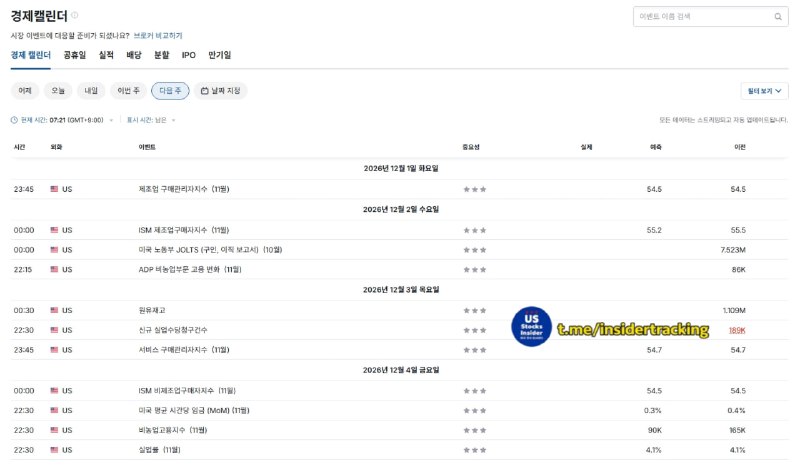 경제캘린더
이벤트 이름 검색
시장 이벤트에 대응할 준비가 되셨나요? 브로커 비교하기
경제 캘린더 공휴일 실적 배당 분할 IPO 만기일
어제 오늘 내일 이번 주 다음 주 날짜 지정 필터 보기
현재 시간: 07:21 (GMT+9:00) 표시 시간: 남은 모든 데이터는 스트리밍되고 자동 업데이트됩니다.
시간 외화 이벤트 중요성 실제 예측 이전
2026년 12월 1일 화요일
23:45 US 제조업 구매관리자지수 (11월) 54.5 54.5
2026년 12월 2일 수요일
00:00 US ISM 제조업구매자지수 (11월) 55.2 55.5
00:00 US 미국 노동부 JOLTS (구인, 이직 보고서) (10월) 7.523M
22:15 US ADP 비농업부문 고용 변화 (11월) 86K
2026년 12월 3일 목요일
00:30 US 원유재고 1.109M
22:30 US 신규 실업수당청구건수 189K
23:45 US 서비스 구매관리자지수 (11월) 54.7 54.7
US Stocks Insider
t.me/insidertracking
2026년 12월 4일 금요일
00:00 US ISM 비제조업구매자지수 (11월) 54.5 54.5
22:30 US 미국 평균 시간당 임금 (MoM) (11월) 0.3% 0.4%
22:30 US 비농업고용지수 (11월) 90K 165K
22:30 US 실업률 (11월) 4.1% 4.1%